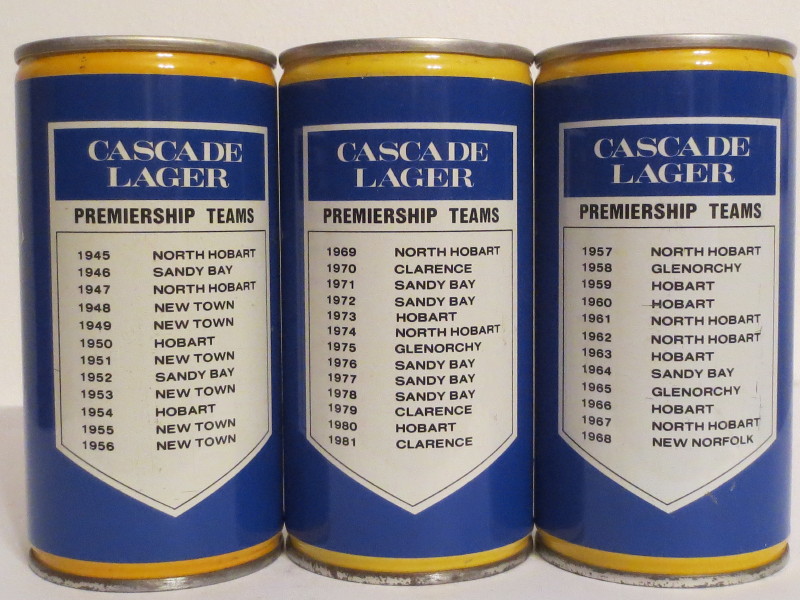 CASCADE
LAGER
PREMIERSHIP TEAMS
1945 NORTH HOBART
1946 SANDY BAY
1947 NORTH HOBART
1948 NEW TOWN
1949 NEW TOWN
1950 HOBART
1951 NEW TOWN
1952 SANDY BAY
1953 NEW TOWN
1954 HOBART
1955 NEW TOWN
1956 NEW TOWN
CASCADE
LAGER
PREMIERSHIP TEAMS
1969 NORTH HOBART
1970 CLARENCE
1971 SANDY BAY
1972 SANDY BAY
1973 HOBART
1974 NORTH HOBART
1975 GLENORCHY
1976 SANDY BAY
1977 SANDY BAY
1978 SANDY BAY
1979 CLARENCE
1980 HOBART
1981 CLARENCE
CASCADE
LAGER
PREMIERSHIP TEAMS
1957 NORTH HOBART
1958 GLENORCHY
1959 HOBART
1960 HOBART
1961 NORTH HOBART
1962 NORTH HOBART
1963 HOBART
1964 SANDY BAY
1965 GLENORCHY
1966 HOBART
1967 NORTH HOBART
1968 NEW NORFOLK